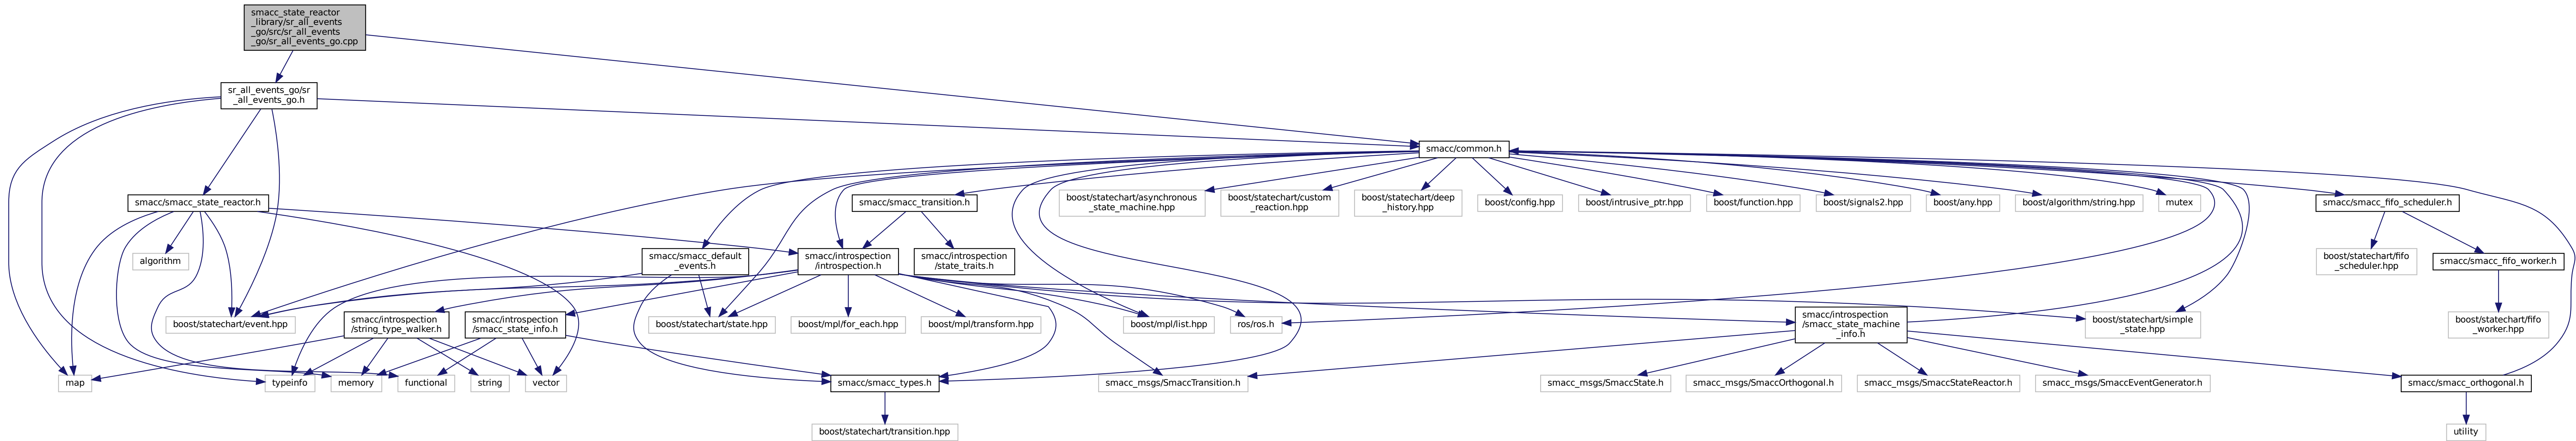 smacc_state_reactor
_library/sr_all_events
_go/src/sr_all_events
_go/sr_all_events_go.cpp
sr_all_events_go/sr
_all_events_go.h
smacc/common.h
smacc/smacc_state_reactor.h
smacc/smacc_transition.h
boost/statechart/asynchronous
_state_machine.hpp
boost/statechart/custom
_reaction.hpp
boost/statechart/deep
_history.hpp
boost/config.hpp
boost/intrusive_ptr.hpp
boost/function.hpp
boost/signals2.hpp
boost/any.hpp
boost/algorithm/string.hpp
mutex
smacc/smacc_fifo_scheduler.h
algorithm
smacc/smacc_default
_events.h
smacc/introspection
/introspection.h
smacc/introspection
/state_traits.h
boost/statechart/fifo
_scheduler.hpp
smacc/smacc_fifo_worker.h
boost/statechart/event.hpp
smacc/introspection
/string_type_walker.h
smacc/introspection
/smacc_state_info.h
boost/statechart/state.hpp
boost/mpl/for_each.hpp
boost/mpl/transform.hpp
boost/mpl/list.hpp
ros/ros.h
smacc/introspection
/smacc_state_machine
_info.h
boost/statechart/simple
_state.hpp
boost/statechart/fifo
_worker.hpp
map
typeinfo
memory
functional
string
vector
smacc/smacc_types.h
smacc_msgs/SmaccTransition.h
smacc_msgs/SmaccState.h
smacc_msgs/SmaccOrthogonal.h
smacc_msgs/SmaccStateReactor.h
smacc_msgs/SmaccEventGenerator.h
smacc/smacc_orthogonal.h
boost/statechart/transition.hpp
utility